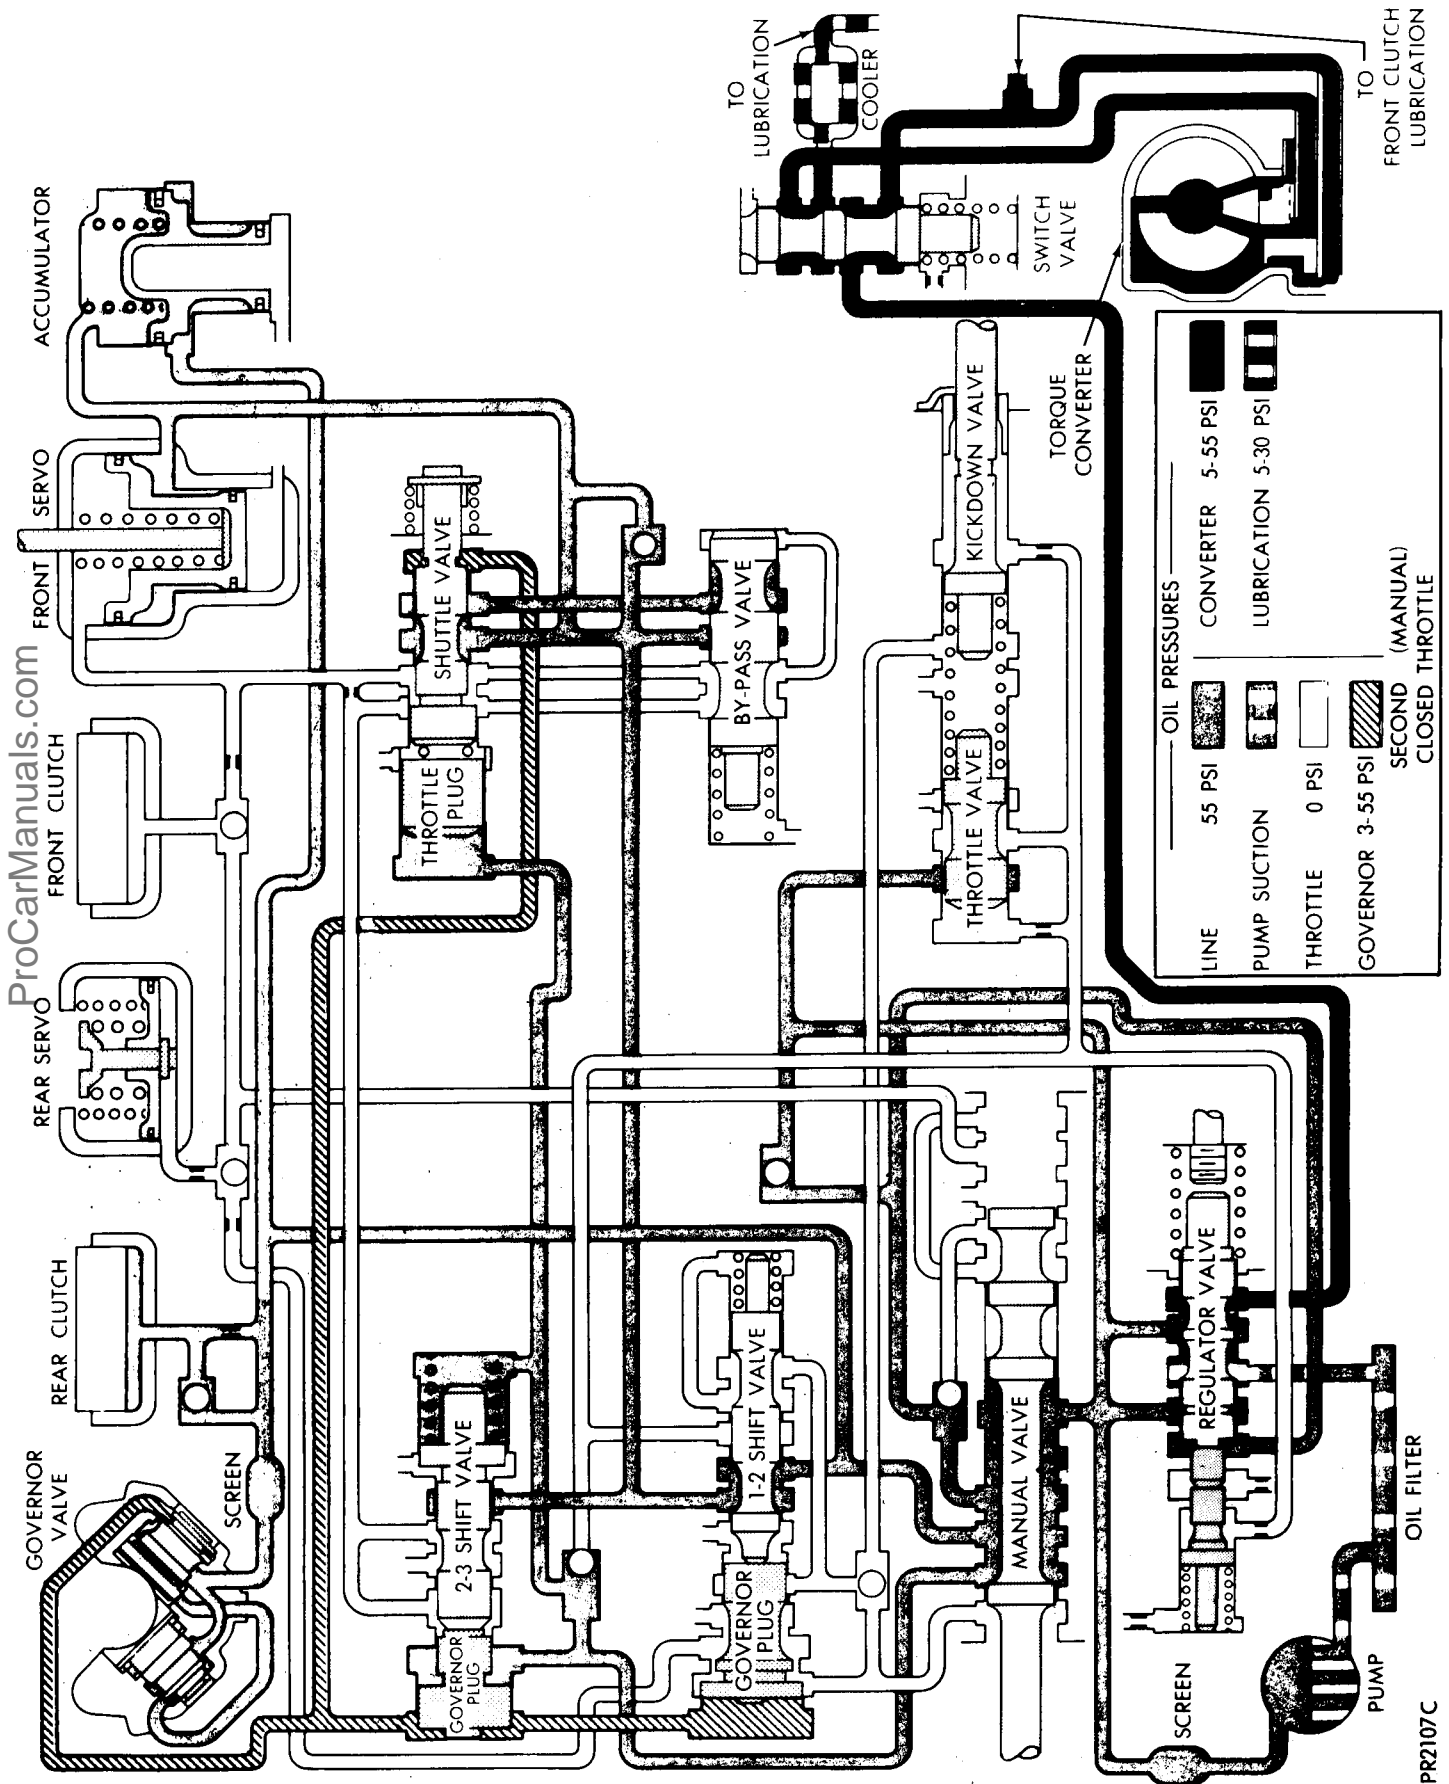 ProCarManuals.com
GOVERNOR
VALVE
REAR CLUTCH
REAR SERVO
FRONT CLUTCH
FRONT SERVO
ACCUMULATOR
SCREEN
GOVERNOR
PLUG
2-3 SHIFT VALVE
THROTTLE
PLUG
SHUTTLE VALVE
GOVERNOR
PLUG
1-2 SHIFT VALVE
BY-PASS VALVE
TO
LUBRICATION
COOLER
SWITCH
VALVE
MANUAL VALVE
THROTTLE VALVE
KICKDOWN VALVE
TORQUE
CONVERTER
TO
FRONT CLUTCH
LUBRICATION
SCREEN
PUMP
OIL FILTER
REGULATOR VALVE
OIL PRESSURES
LINE 55 PSI
PUMP SUCTION
THROTTLE 0 PSI
GOVERNOR 3-55 PSI
CONVERTER 5-55 PSI
LUBRICATION 5-30 PSI
SECOND (MANUAL)
CLOSED THROTTLE
PR2107C